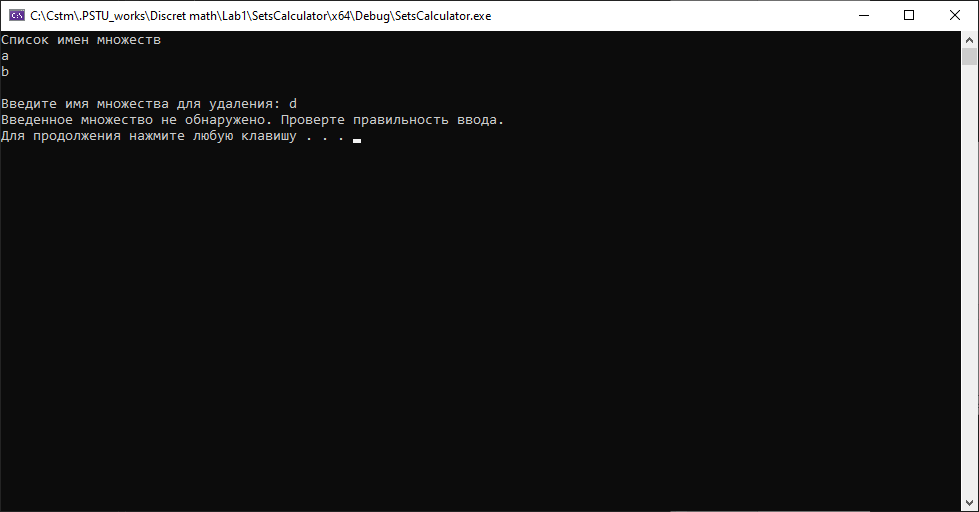 C:\Cstm\.PSTU_works\Discret math\Lab1\SetsCalculator\x64\Debug\SetsCalculator.exe
Список имен множеств
a
b
Введите имя множества для удаления: d
Введенное множество не обнаружено. Проверте правильность ввода.
Для продолжения нажмите любую клавишу . . .